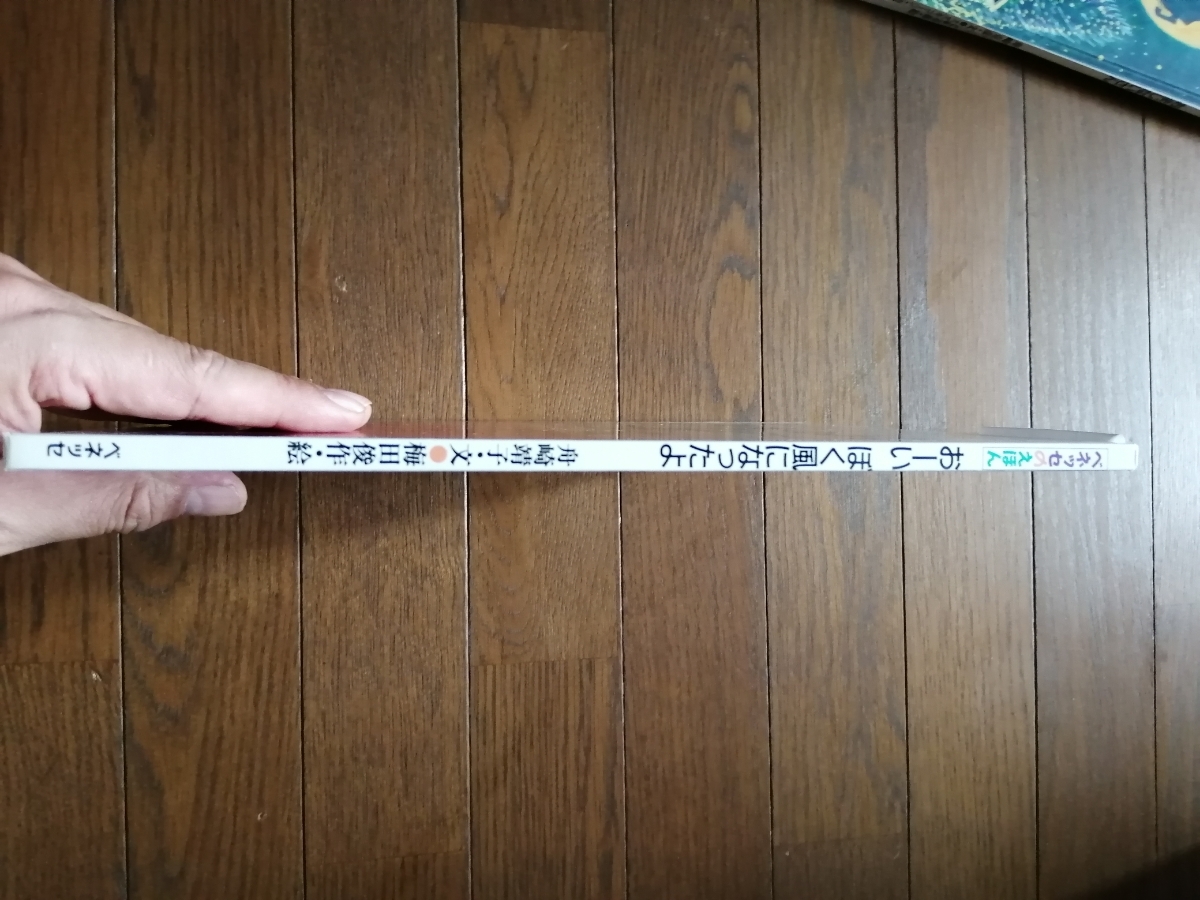 ベネッセのえほん
おーい ぼく風になったよ
舟崎靖子・文●梅田俊作・絵
ベネッセ